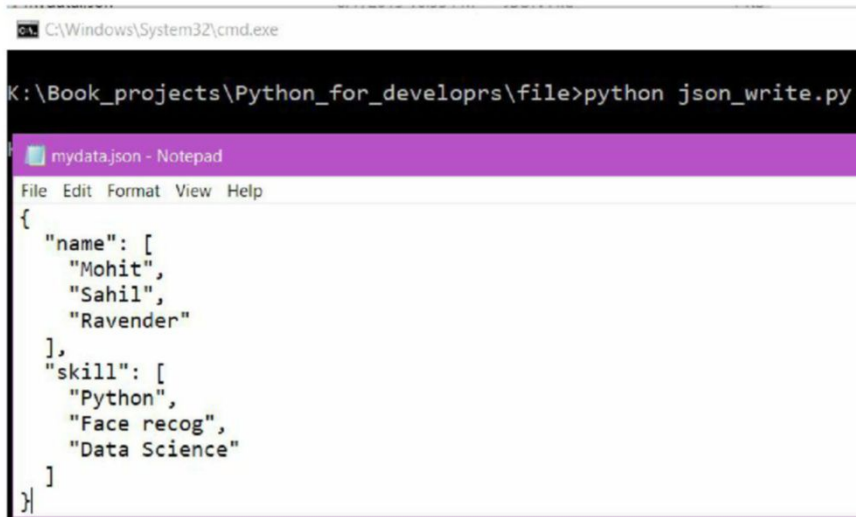 C:\Windows\System32\cmd.exe
K:\Book_projects\Python_for_developrs\file>python json_write.py
mydata.json - Notepad
File Edit Format View Help
{
"name": [
"Mohit",
"Sahil",
"Ravender"
],
"skill": [
"Python",
"Face recog",
"Data Science"
]
}